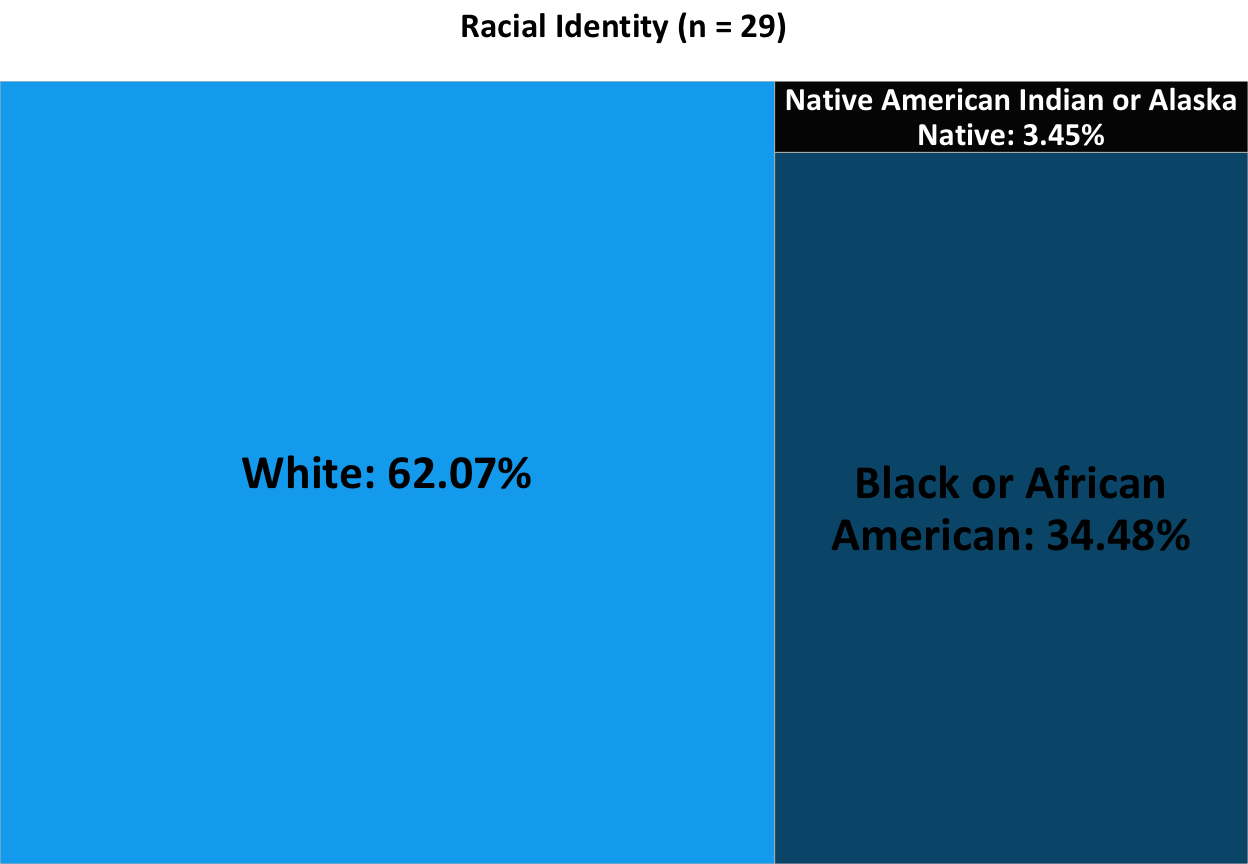 Racial Identity (n = 29)
Native American Indian or Alaska
Native: 3.45%
White: 62.07%
Black or African
American: 34.48%